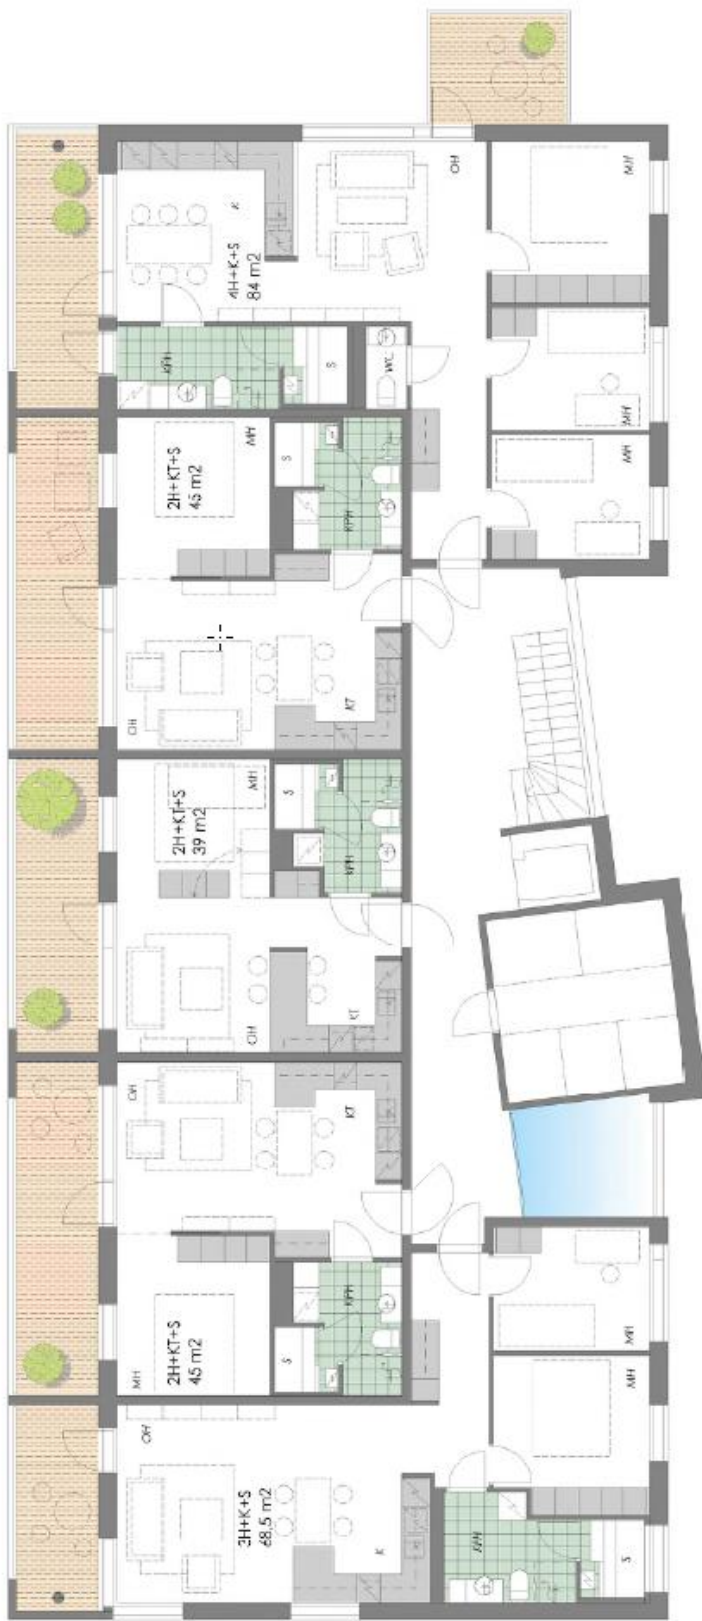 OH
MH
K
4H+K+S
84 m2
KPH
S
WC
MH
MH
2H+KT+S
45 m2
MH
S
KPH
OH
KT
2H+KT+S
39 m2
MH
S
KPH
OH
KT
OH
KT
2H+KT+S
45 m2
MH
KPH
S
MH
MH
OH
3H+K+S
68,5 m2
K
KPH
S